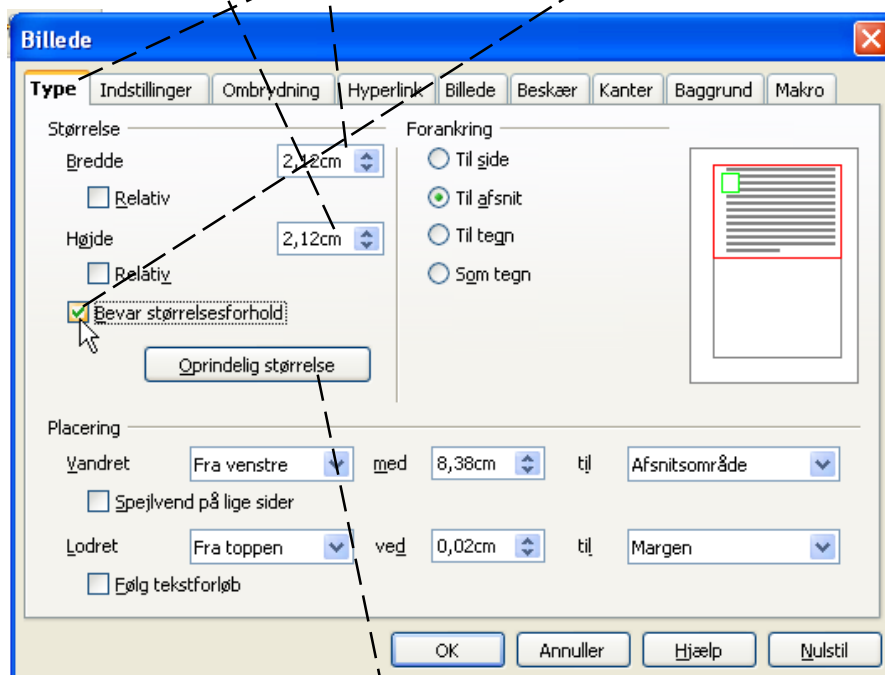 Billede
Type Indstillinger Ombrydning Hyperlink Billede Beskær Kanter Baggrund Makro
Størrelse
Bredde 2,12cm
Relativ
Højde 2,12cm
Relativ
Bevar størrelsesforhold
Oprindelig størrelse
Forankring
Til side
Til afsnit
Til tegn
Som tegn
Placering
Vandret Fra venstre med 8,38cm til Afsnitsområde
Spejlvend på lige sider
Lodret Fra toppen ved 0,02cm til Margen
Følg tekstforløb
OK Annuller Hjælp Nulstil